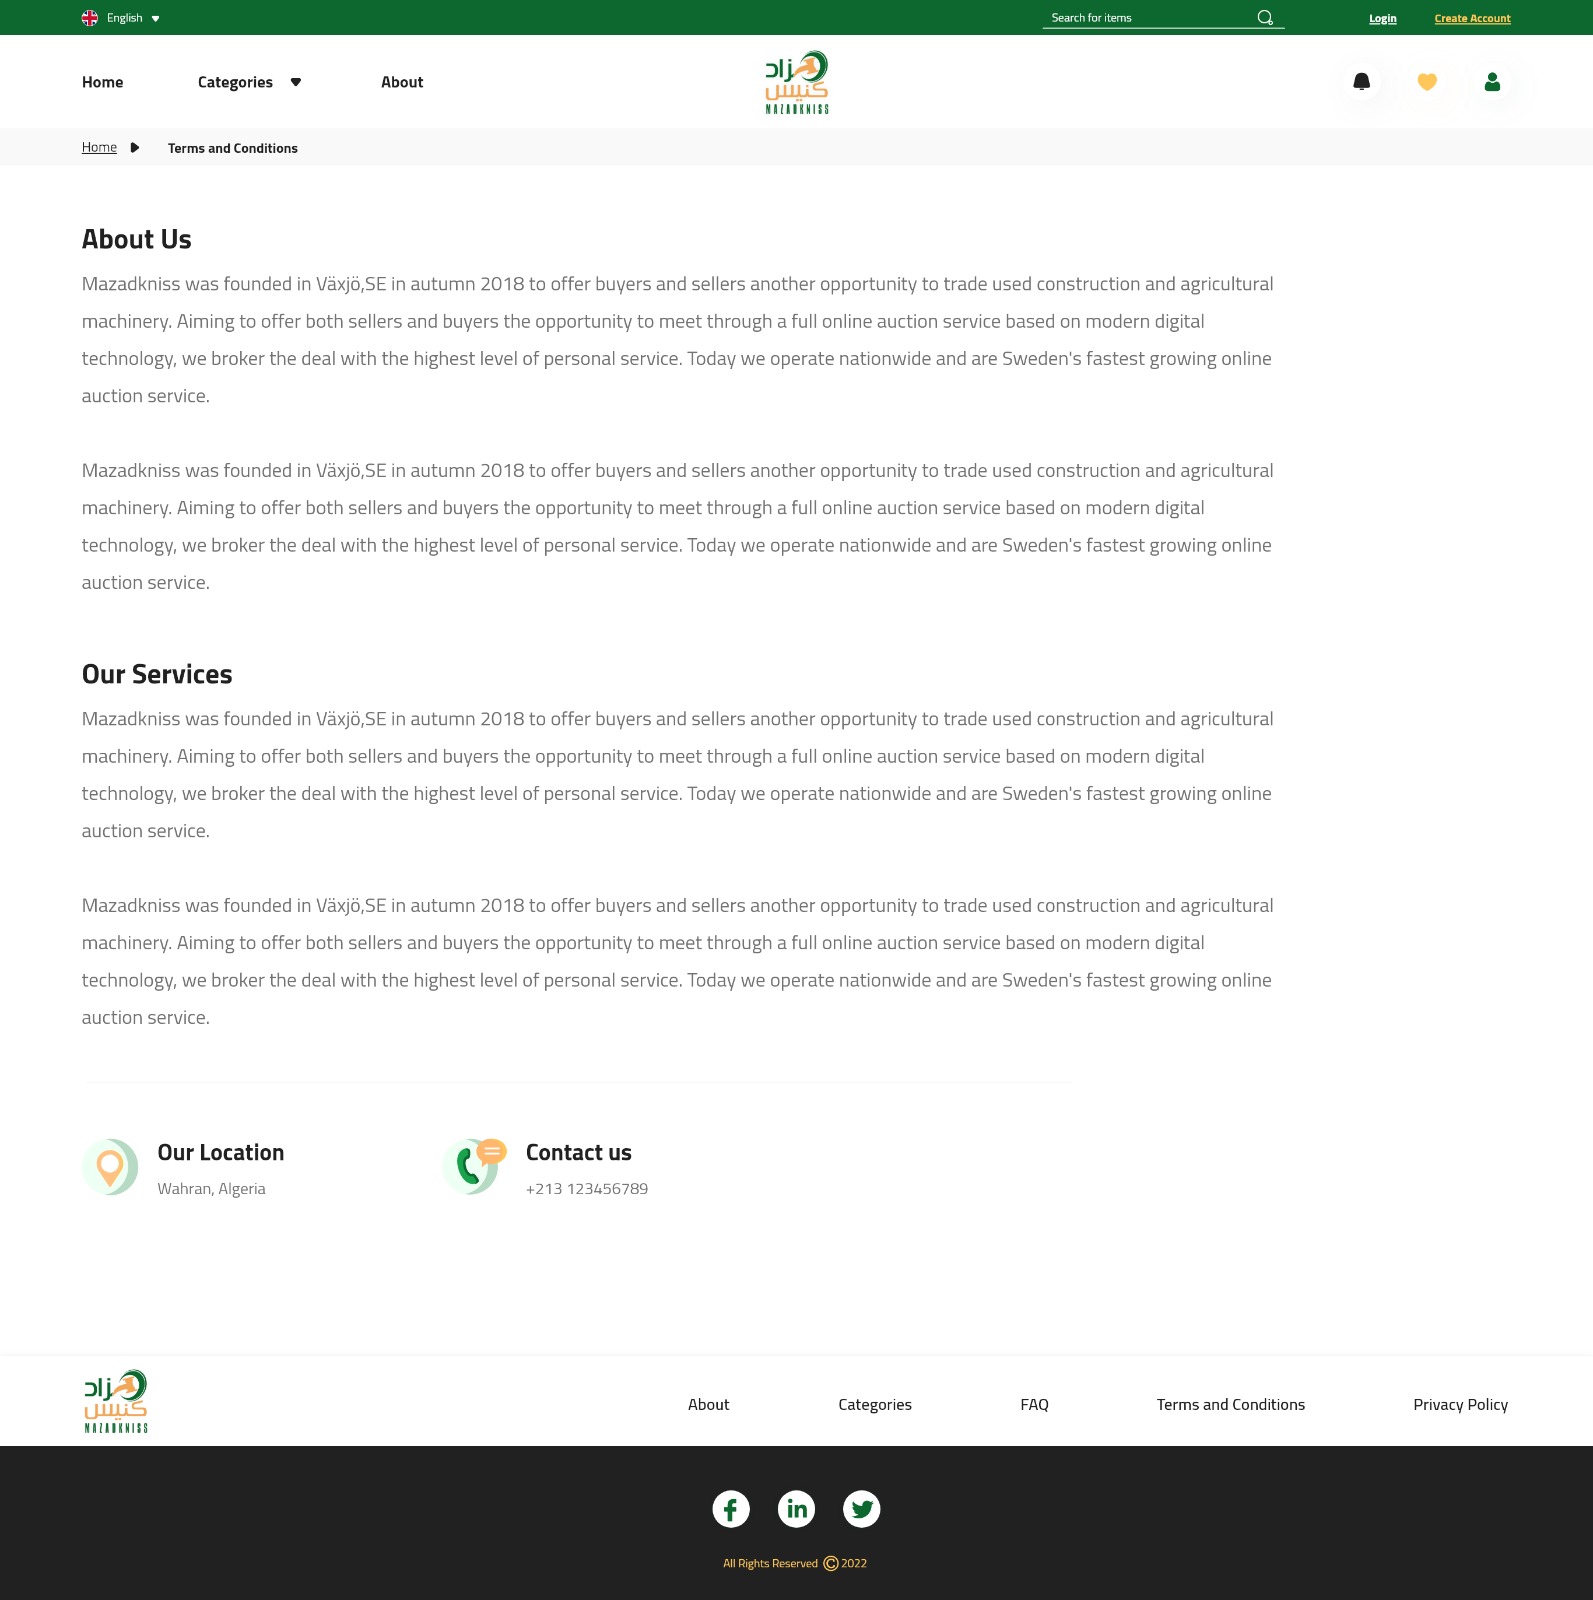 English
Search for items
Login
Create Account
Home
Categories
About
مزاد
كنيس
MAZADKNISS
Home
Terms and Conditions
About Us
Mazadkniss was founded in Växjö,SE in autumn 2018 to offer buyers and sellers another opportunity to trade used construction and agricultural
machinery. Aiming to offer both sellers and buyers the opportunity to meet through a full online auction service based on modern digital
technology, we broker the deal with the highest level of personal service. Today we operate nationwide and are Sweden's fastest growing online
auction service.
Mazadkniss was founded in Växjö,SE in autumn 2018 to offer buyers and sellers another opportunity to trade used construction and agricultural
machinery. Aiming to offer both sellers and buyers the opportunity to meet through a full online auction service based on modern digital
technology, we broker the deal with the highest level of personal service. Today we operate nationwide and are Sweden's fastest growing online
auction service.
Our Services
Mazadkniss was founded in Växjö,SE in autumn 2018 to offer buyers and sellers another opportunity to trade used construction and agricultural
machinery. Aiming to offer both sellers and buyers the opportunity to meet through a full online auction service based on modern digital
technology, we broker the deal with the highest level of personal service. Today we operate nationwide and are Sweden's fastest growing online
auction service.
Mazadkniss was founded in Växjö,SE in autumn 2018 to offer buyers and sellers another opportunity to trade used construction and agricultural
machinery. Aiming to offer both sellers and buyers the opportunity to meet through a full online auction service based on modern digital
technology, we broker the deal with the highest level of personal service. Today we operate nationwide and are Sweden's fastest growing online
auction service.
Our Location
Wahran, Algeria
Contact us
+213 123456789
مزاد
كنيس
MAZADKNISS
About
Categories
FAQ
Terms and Conditions
Privacy Policy
All Rights Reserved © 2022